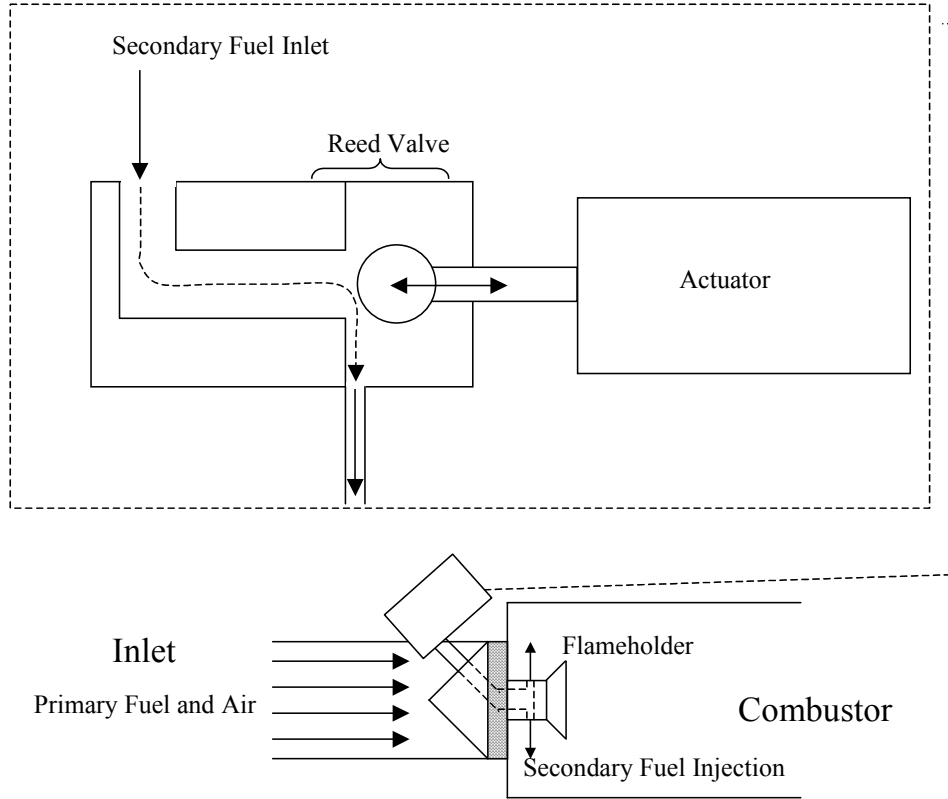 Secondary Fuel Inlet
Reed Valve
Actuator
Inlet
Flameholder
Primary Fuel and Air
Combustor
Secondary Fuel Injection